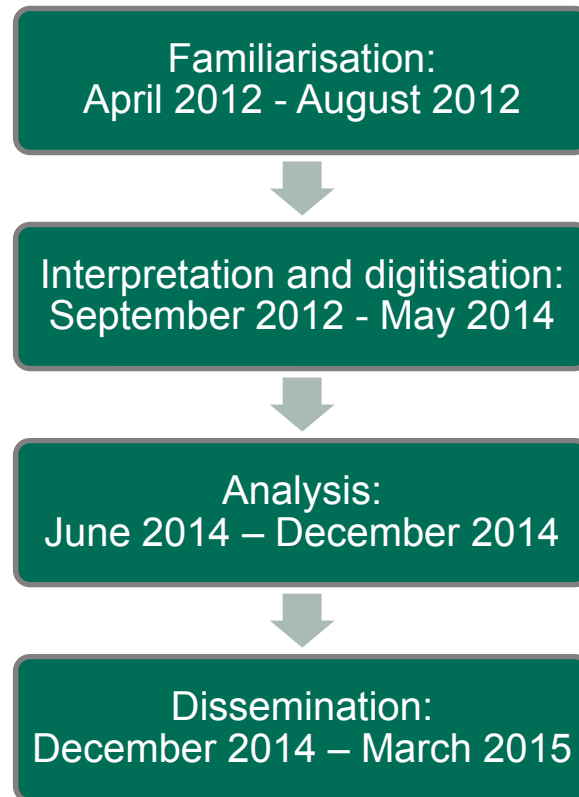 Familiarisation:
April 2012 - August 2012
Interpretation and digitisation:
September 2012 - May 2014
Analysis:
June 2014 – December 2014
Dissemination:
December 2014 – March 2015